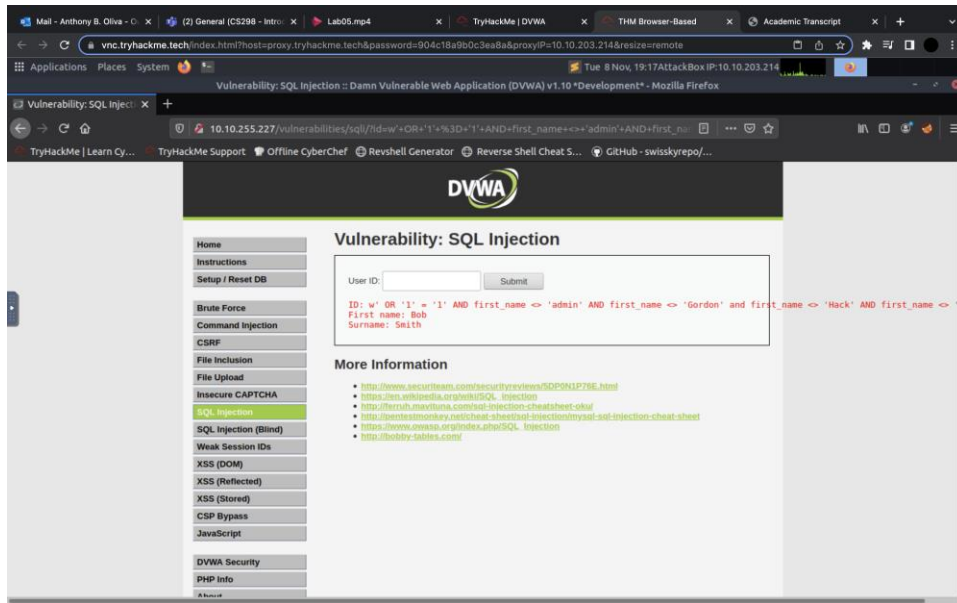 Mail - Anthony B. Oliva - O
(2) General (CS298 - Intro
Lab05.mp4
TryHackMe | DVWA
THM Browser-Based
Academic Transcript
vnc.tryhackme.tech/index.html?host=proxy.tryhackme.tech&password=904c18a9b0c3ea8a&proxyIP=10.10.203.214&resize=remote
Applications Places System
Tue 8 Nov, 19:17 AttackBox IP:10.10.203.214
Vulnerability: SQL Injection :: Damn Vulnerable Web Application (DVWA) v1.10 *Development* - Mozilla Firefox
Vulnerability: SQL Injecti
10.10.255.227/vulnerabilities/sqli/?id=w'+OR+'1'+%3D+'1'+AND+first_name+<>+'admin'+AND+first_na
TryHackMe | Learn Cy...
TryHackMe Support
Offline CyberChef
Revshell Generator
Reverse Shell Cheat S...
GitHub - swisskyrepo/...
DVWA
Home
Instructions
Setup / Reset DB
Brute Force
Command Injection
CSRF
File Inclusion
File Upload
Insecure CAPTCHA
SQL Injection
SQL Injection (Blind)
Weak Session IDs
XSS (DOM)
XSS (Reflected)
XSS (Stored)
CSP Bypass
JavaScript
DVWA Security
PHP Info
About
Vulnerability: SQL Injection
User ID:
Submit
ID: w' OR '1' = '1' AND first_name <> 'admin' AND first_name <> 'Gordon' and first_name <> 'Hack' AND first_name <> '
First name: Bob
Surname: Smith
More Information
http://www.securiteam.com/securityreviews/5DP0N1P76E.html
https://en.wikipedia.org/wiki/SQL_injection
http://ferruh.mavituna.com/sql-injection-cheatsheet-oku/
http://pentestmonkey.net/cheat-sheet/sql-injection/mysql-sql-injection-cheat-sheet
https://www.owasp.org/index.php/SQL_Injection
http://bobby-tables.com/